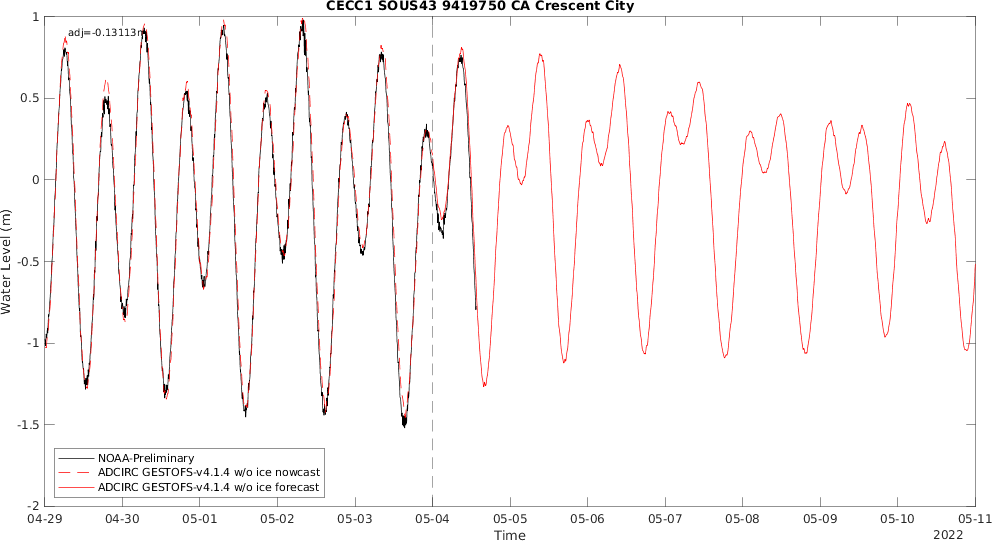 CECC1 SOUS43 9419750 CA Crescent City
adj=-0.13113m
1
0.5
0
-0.5
-1
-1.5
-2
Water Level (m)
NOAA-Preliminary
ADCIRC GESTOFS-v4.1.4 w/o ice nowcast
ADCIRC GESTOFS-v4.1.4 w/o ice forecast
04-29 04-30 05-01 05-02 05-03 05-04 05-05 05-06 05-07 05-08 05-09 05-10 05-11
Time
2022